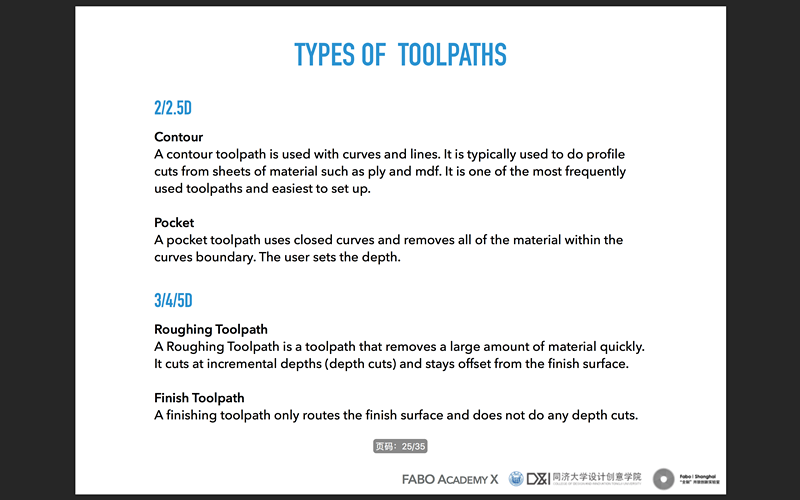 TYPES OF TOOLPATHS
2/2.5D
Contour
A contour toolpath is used with curves and lines. It is typically used to do profile
cuts from sheets of material such as ply and mdf. It is one of the most frequently
used toolpaths and easiest to set up.
Pocket
A pocket toolpath uses closed curves and removes all of the material within the
curves boundary. The user sets the depth.
3/4/5D
Roughing Toolpath
A Roughing Toolpath is a toolpath that removes a large amount of material quickly.
It cuts at incremental depths (depth cuts) and stays offset from the finish surface.
Finish Toolpath
A finishing toolpath only routes the finish surface and does not do any depth cuts.
页码：25/35
FABO ACADEMY X
D&I
同济大学设计创意学院
Fabo | Shanghai